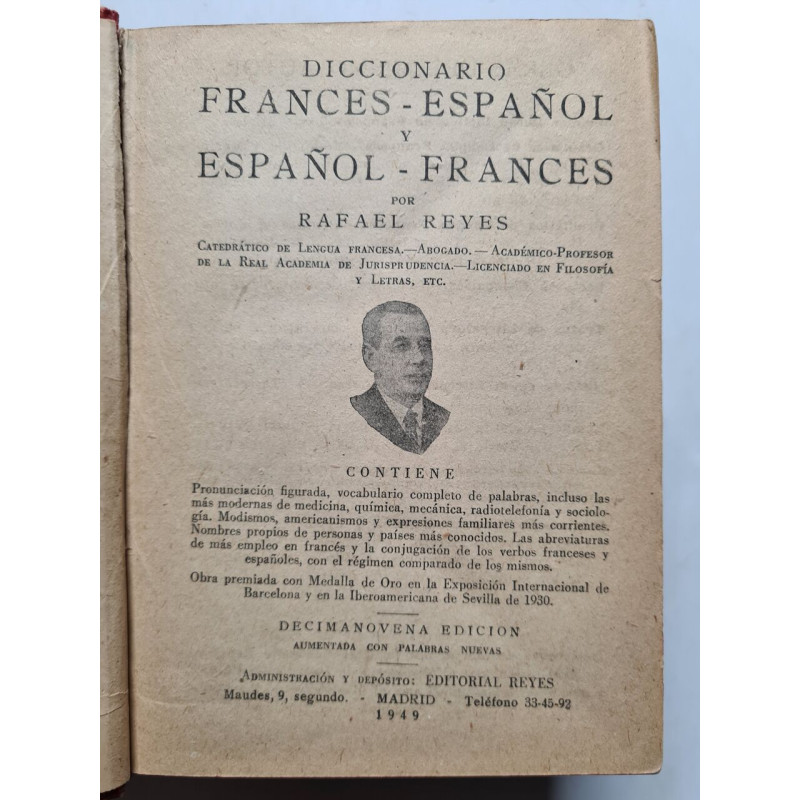 DICCIONARIO
FRANCES - ESPAÑOL
Y
ESPAÑOL - FRANCES
POR
RAFAEL REYES
CATEDRÁTICO DE LENGUA FRANCESA.—ABOGADO.—ACADÉMICO-PROFESOR
DE LA REAL ACADEMIA DE JURISPRUDENCIA.—LICENCIADO EN FILOSOFÍA
Y LETRAS, ETC.
CONTIENE
Pronunciación figurada, vocabulario completo de palabras, incluso las
más modernas de medicina, química, mecánica, radiotelefonía y sociolo-
gía. Modismos, americanismos y expresiones familiares más corrientes.
Nombres propios de personas y países más conocidos. Las abreviaturas
de más empleo en francés y la conjugación de los verbos franceses y
españoles, con el régimen comparado de los mismos.
Obra premiada con Medalla de Oro en la Exposición Internacional de
Barcelona y en la Iberoamericana de Sevilla de 1930.
DECIMANOVENA EDICION
AUMENTADA CON PALABRAS NUEVAS
ADMINISTRACIÓN Y DEPÓSITO: EDITORIAL REYES
Maudes, 9, segundo. - MADRID - Teléfono 33-45-92
1949